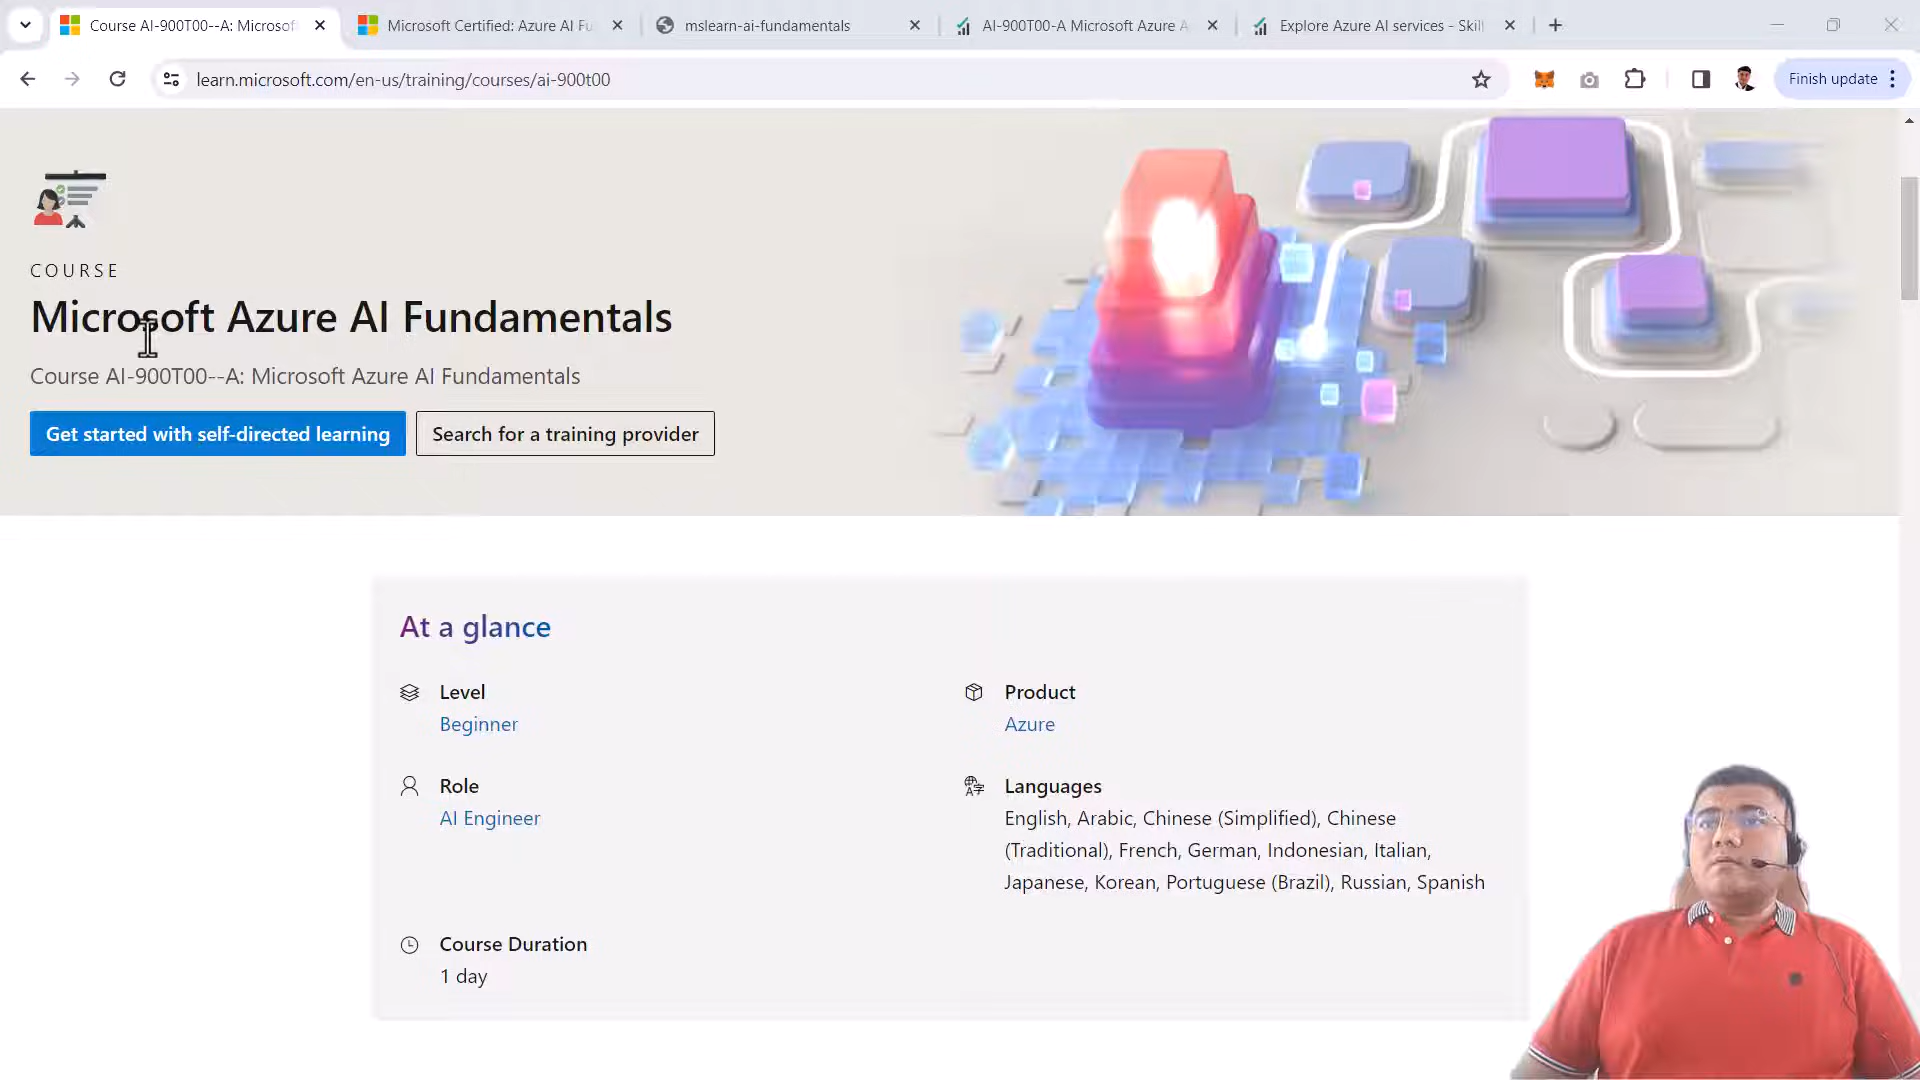 Course AI-900T00--A: Microsof
Microsoft Certified: Azure AI Fu
mslearn-ai-fundamentals
AI-900T00-A Microsoft Azure A
Explore Azure AI services - Skil
learn.microsoft.com/en-us/training/courses/ai-900t00
Finish update
COURSE
Microsoft Azure AI Fundamentals
Course AI-900T00--A: Microsoft Azure AI Fundamentals
Get started with self-directed learning
Search for a training provider
At a glance
Level
Beginner
Product
Azure
Role
AI Engineer
Languages
English, Arabic, Chinese (Simplified), Chinese
(Traditional), French, German, Indonesian, Italian,
Japanese, Korean, Portuguese (Brazil), Russian, Spanish
Course Duration
1 day